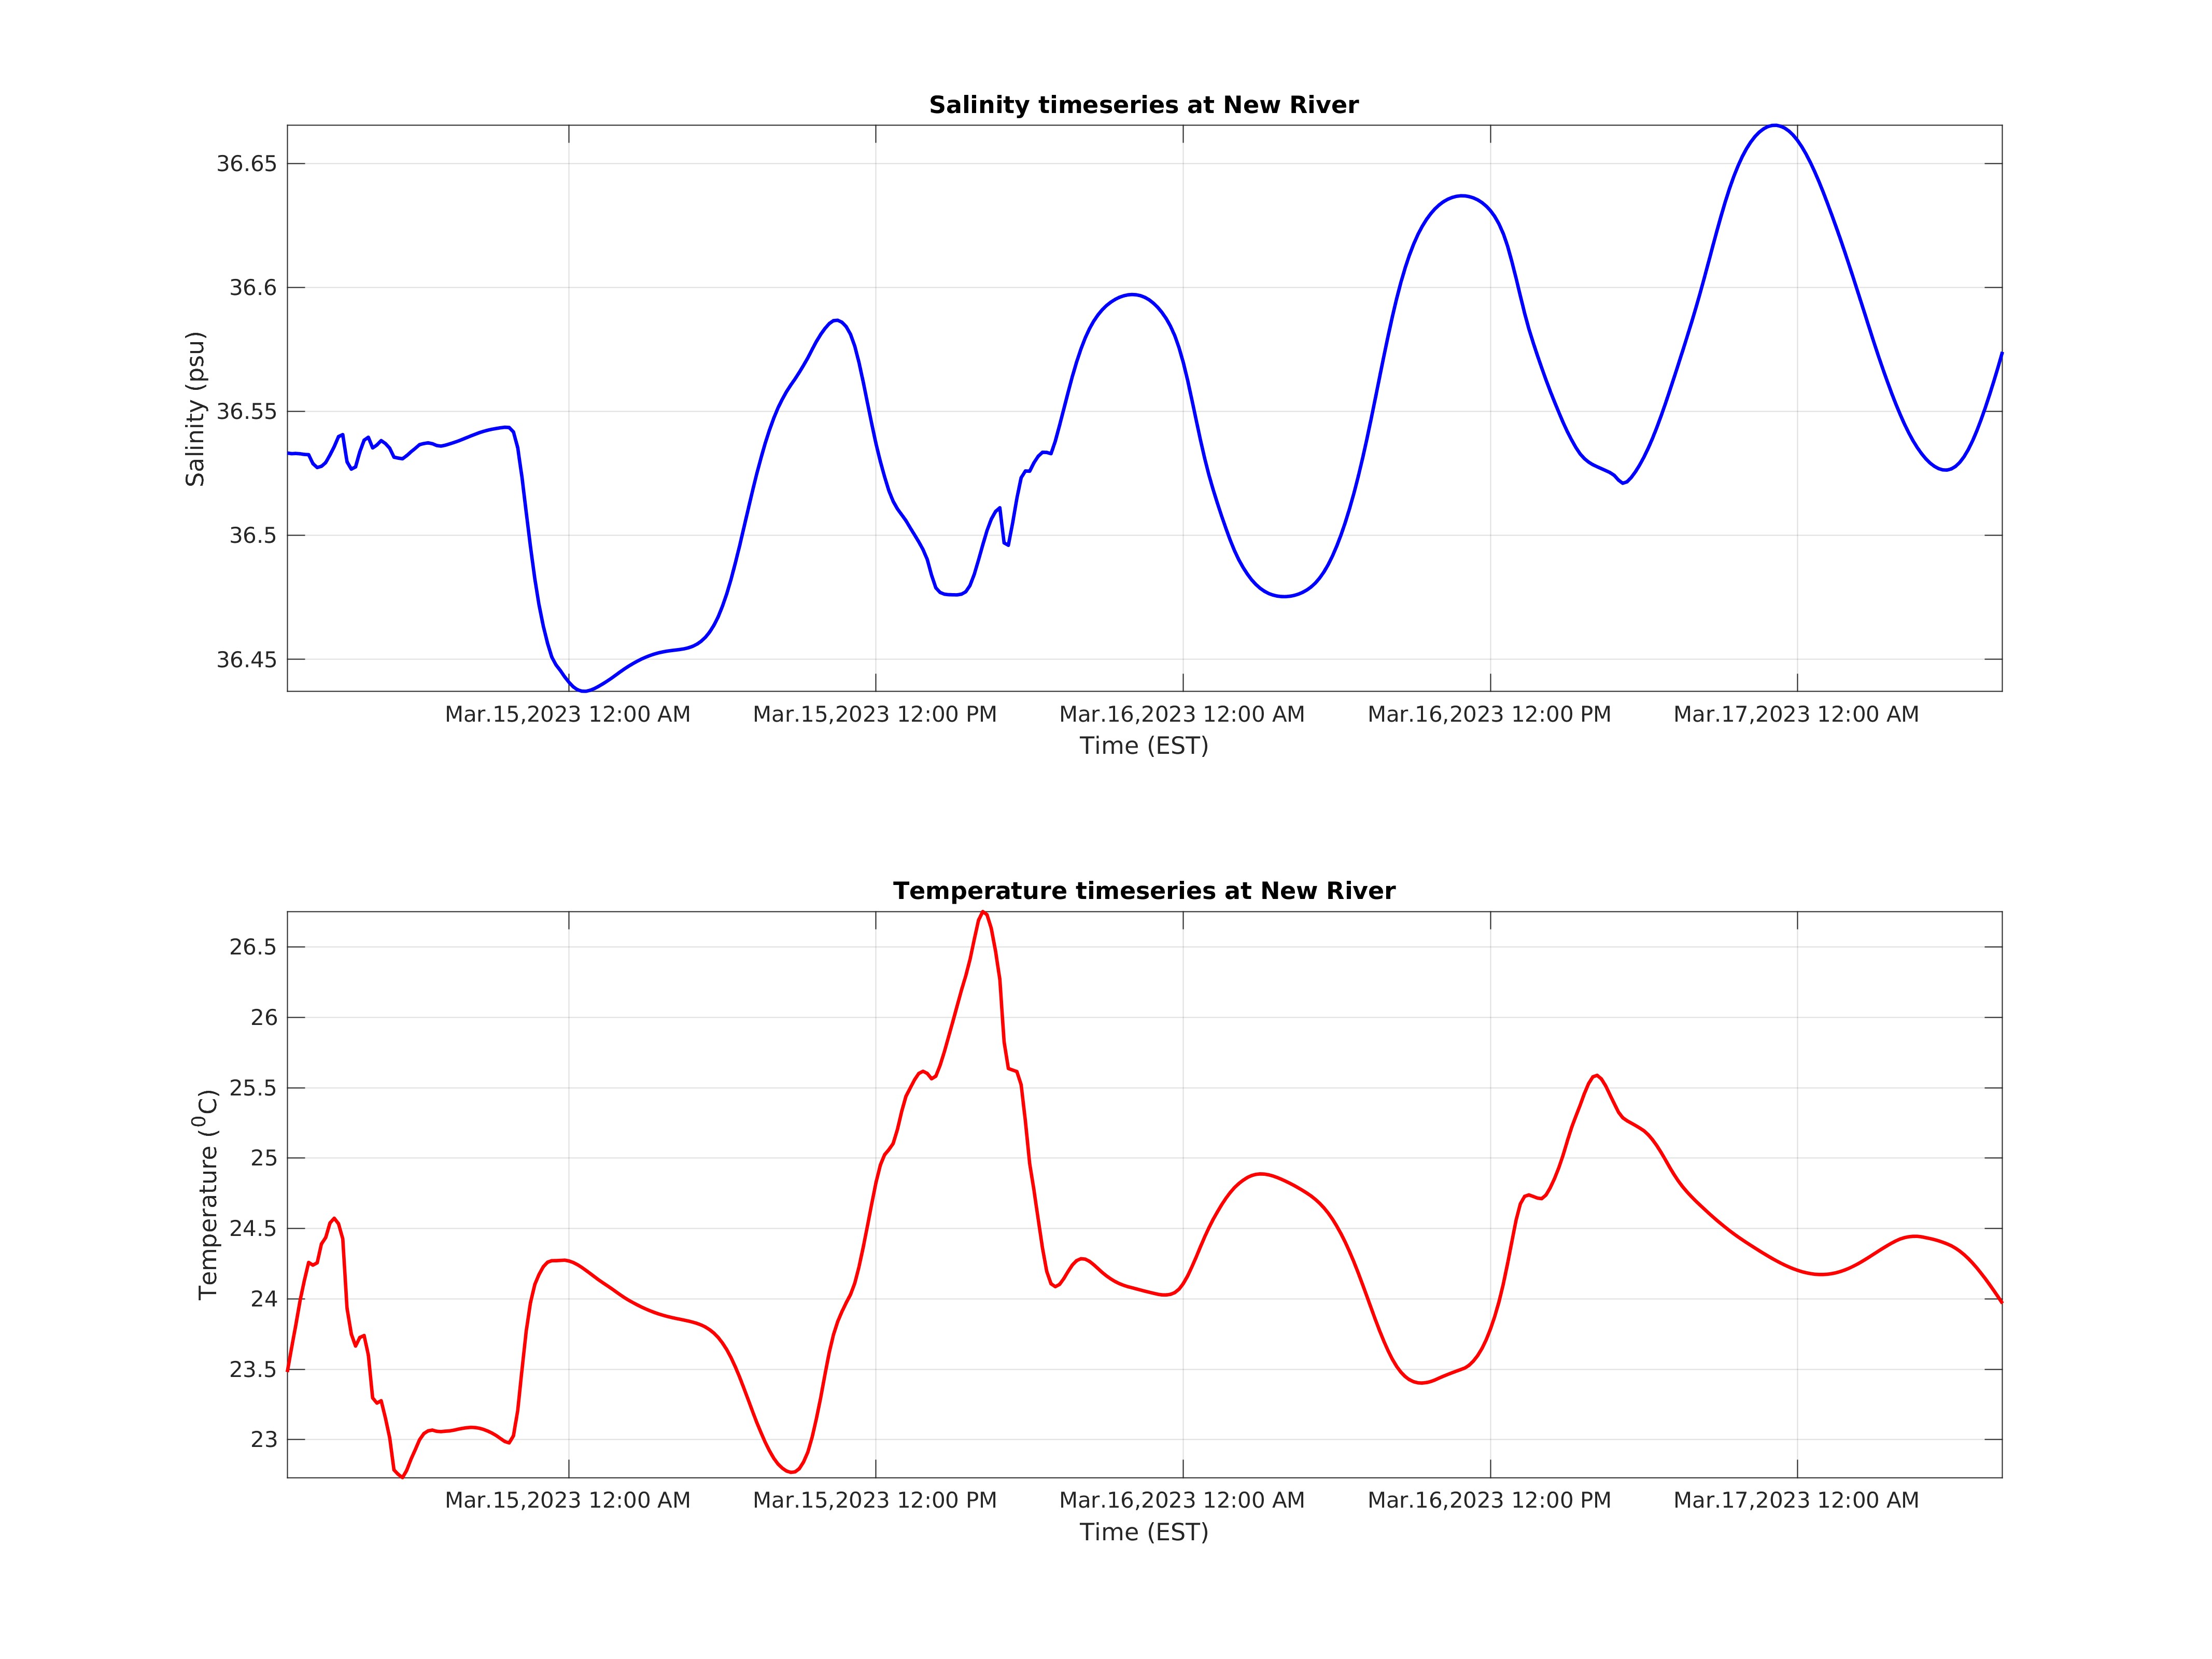 Salinity timeseries at New River
Salinity (psu)
36.65
36.6
36.55
36.5
36.45
Mar.15,2023 12:00 AM Mar.15,2023 12:00 PM Mar.16,2023 12:00 AM Mar.16,2023 12:00 PM Mar.17,2023 12:00 AM
Time (EST)
Temperature timeseries at New River
Temperature (⁰C)
26.5
26
25.5
25
24.5
24
23.5
23
Mar.15,2023 12:00 AM Mar.15,2023 12:00 PM Mar.16,2023 12:00 AM Mar.16,2023 12:00 PM Mar.17,2023 12:00 AM
Time (EST)